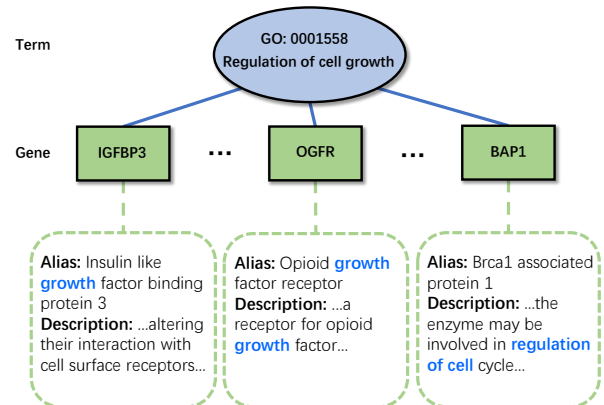 Term
GO: 0001558
Regulation of cell growth
Gene
IGFBP3
...
OGFR
...
BAP1
Alias: Insulin like
growth factor binding
protein 3
Description: ...altering
their interaction with
cell surface receptors...
Alias: Opioid growth
factor receptor
Description: ...a
receptor for opioid
growth factor...
Alias: Brca1 associated
protein 1
Description: ...the
enzyme may be
involved in regulation
of cell cycle...